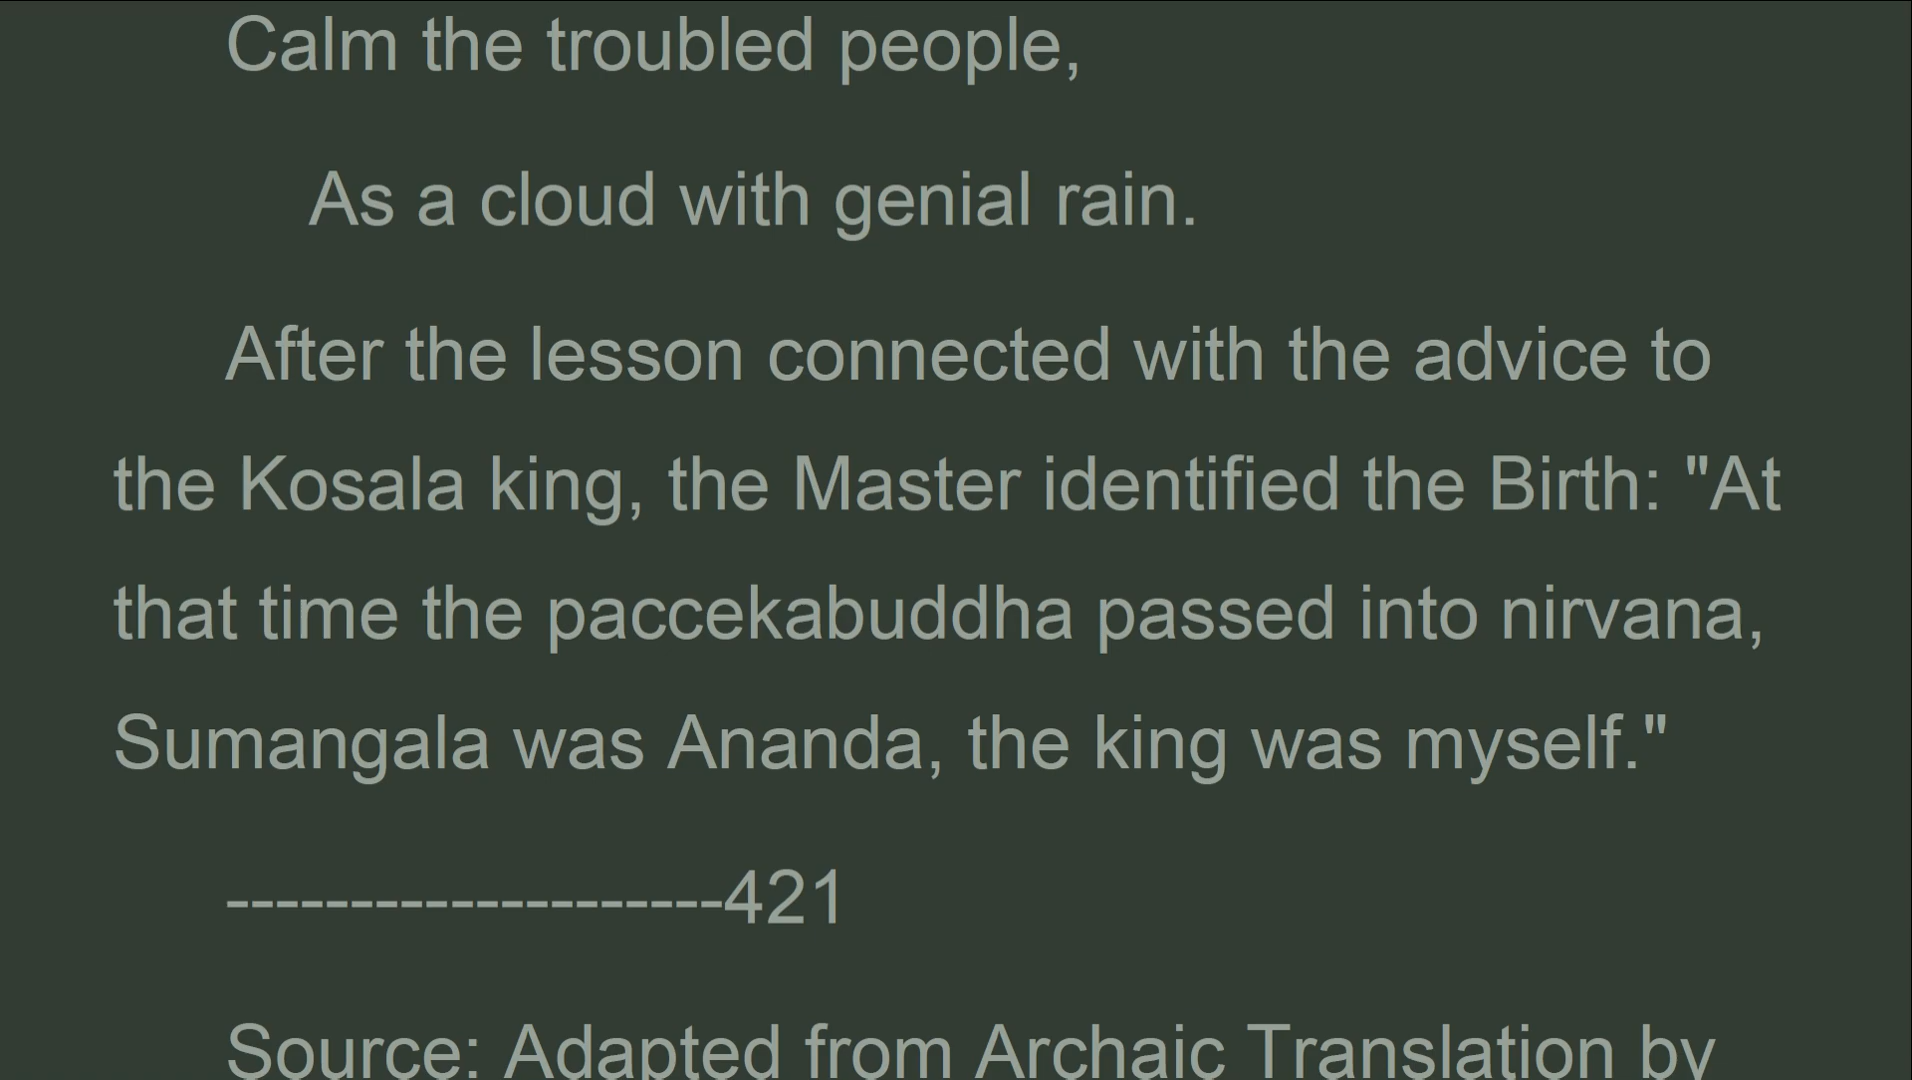 Calm the troubled people,
As a cloud with genial rain.
After the lesson connected with the advice to
the Kosala king, the Master identified the Birth: "At
that time the paccekabuddha passed into nirvana,
Sumangala was Ananda, the king was myself."
--------------------421
Source: Adapted from Archaic Translation by